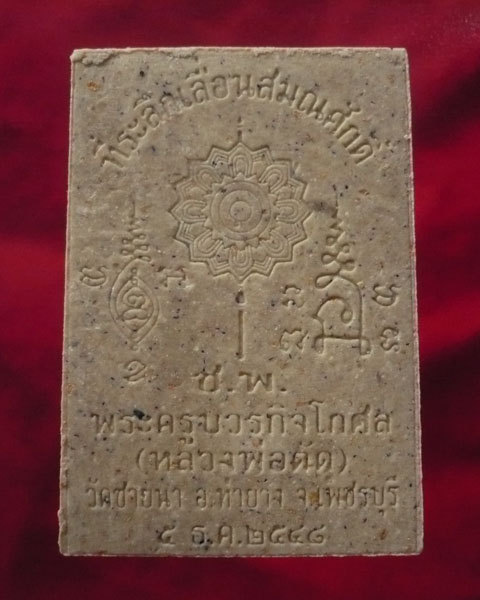 ที่ระลึกเลื่อนสมณศักดิ์
ช.พ.
พระครูบวรกิจโกศล
(หลวงพ่อตัด)
วัดชายนา อ.ท่ายาง จ.เพชรบุรี
๕ ธ.ค.๒๕๔๘